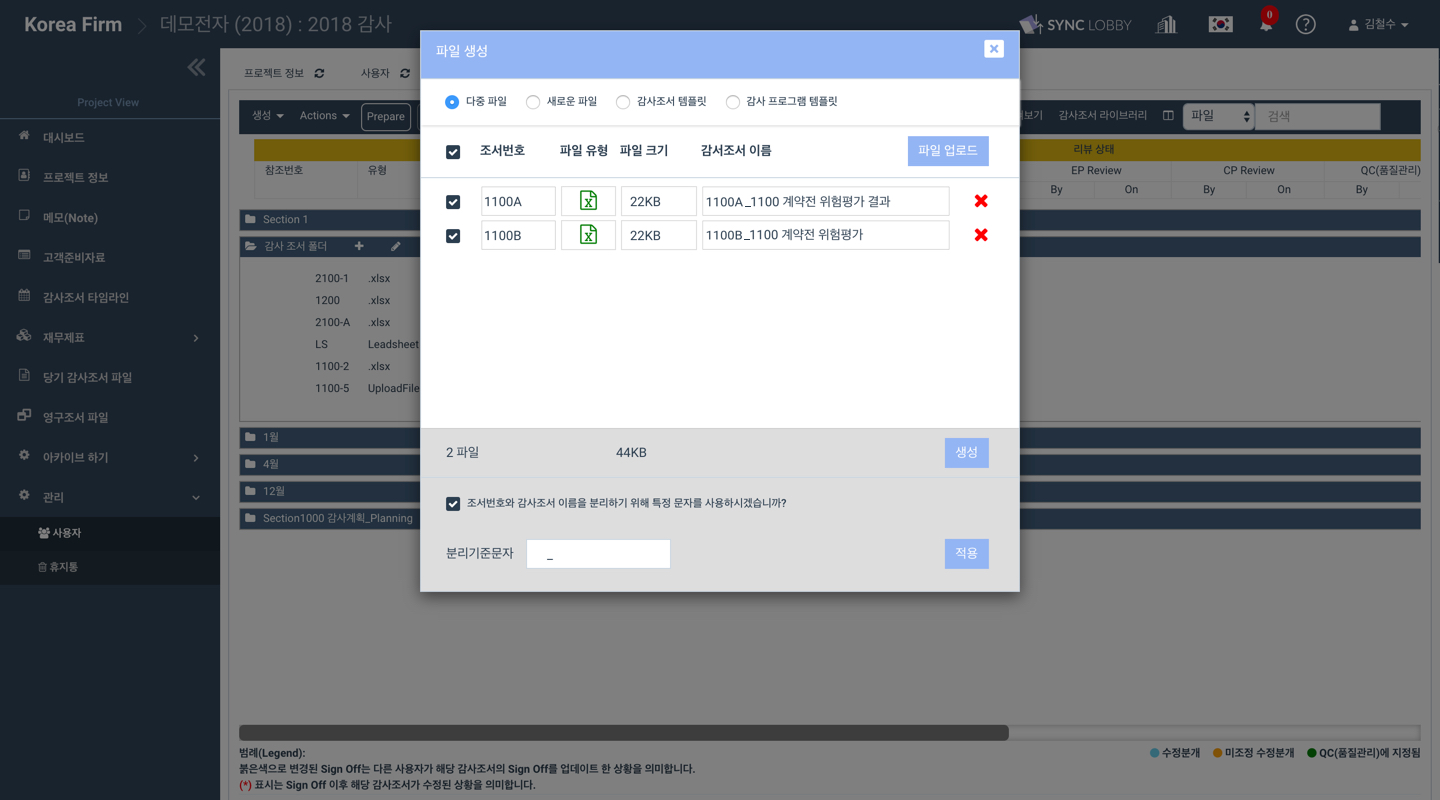 Korea Firm
데모전자 (2018) : 2018 감사
SYNC LOBBY
0
?
김철수
Project View
대시보드
프로젝트 정보
메모(Note)
고객준비자료
감사조서 타임라인
재무제표
당기 감사조서 파일
영구조서 파일
아카이브 하기
관리
사용자
휴지통
프로젝트 정보
사용자
생성
Actions
Prepare
감사조서 라이브러리
파일
검색
리뷰 상태
참조번호
유형
EP Review
CP Review
QC(품질관리)
By
On
By
On
By
Section 1
감사 조서 폴더
2100-1 .xlsx
1200 .xlsx
2100-A .xlsx
LS Leadsheet
1100-2 .xlsx
1100-5 UploadFile
1월
4월
12월
Section1000 감사계획_Planning
파일 생성
다중 파일
새로운 파일
감사조서 템플릿
감사 프로그램 템플릿
조서번호 파일 유형 파일 크기 감사조서 이름
파일 업로드
1100A 22KB 1100A_1100 계약전 위험평가 결과
1100B 22KB 1100B_1100 계약전 위험평가
2 파일 44KB
생성
조서번호와 감사조서 이름을 분리하기 위해 특정 문자를 사용하시겠습니까?
분리기준문자 _
적용
범례(Legend):
수정분개
미조정 수정분개
QC(품질관리)에 지정됨
붉은색으로 변경된 Sign Off는 다른 사용자가 해당 감사조서의 Sign Off를 업데이트 한 상황을 의미합니다.
(*) 표시는 Sign Off 이후 해당 감사조서가 수정된 상황을 의미합니다.